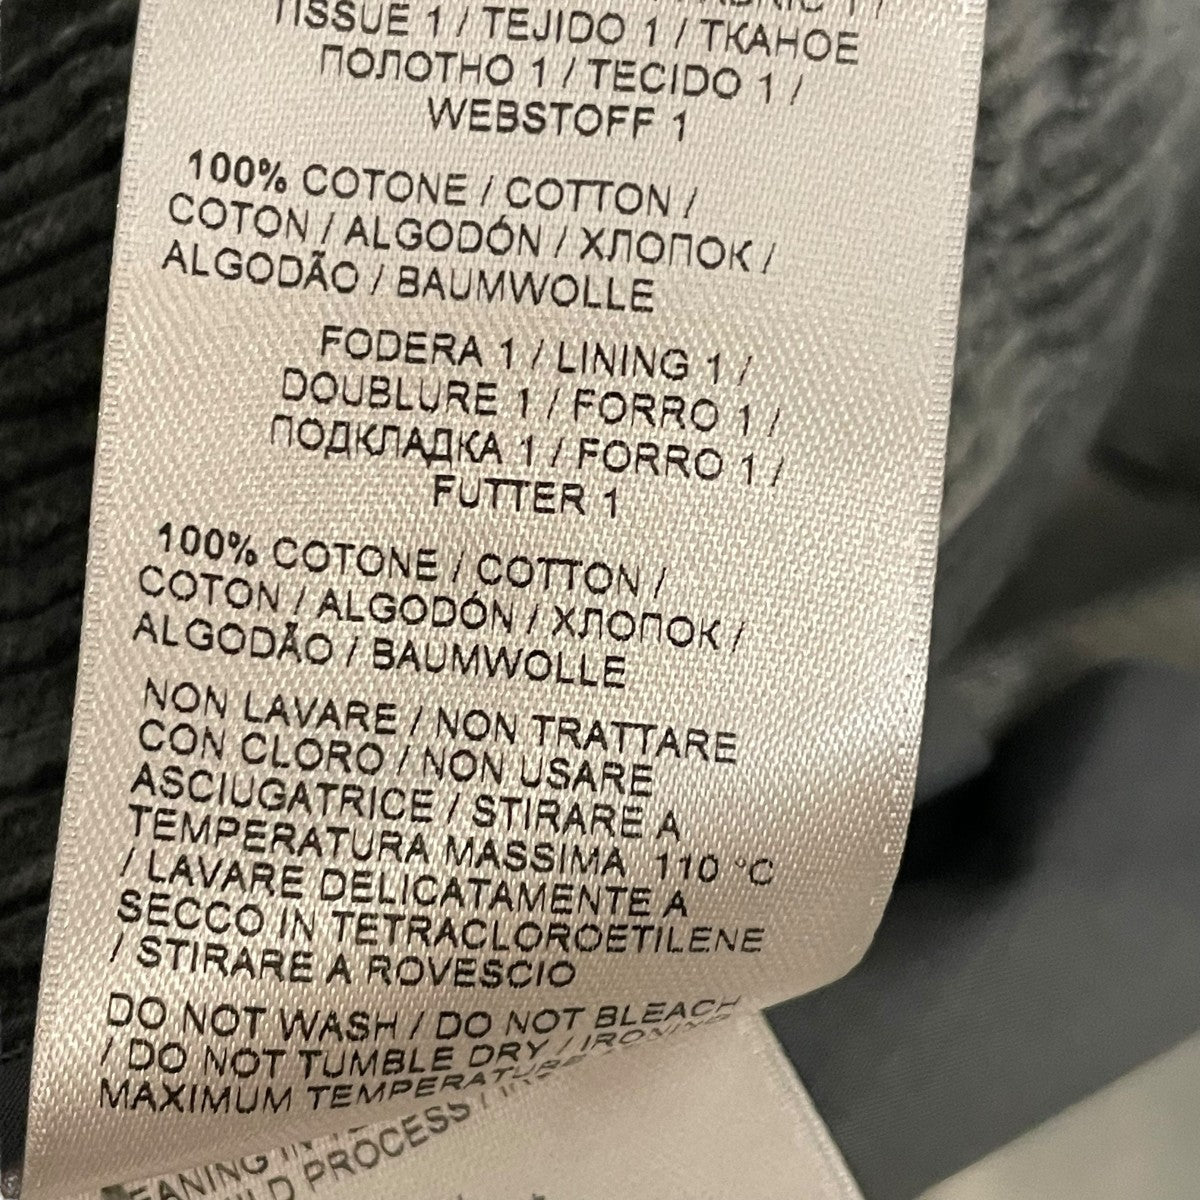 TISSUE 1 / TEJIDO 1 / ТКАНОЕ
ПОЛОТНО 1 / TECIDO 1 /
WEBSTOFF 1
100% COTONE / COTTON /
COTON / ALGODÓN / ХЛОПОК /
ALGODÃO / BAUMWOLLE
FODERA 1 / LINING 1 /
DOUBLURE 1 / FORRO 1 /
ПОДКЛАДКА 1 / FORRO 1 /
FUTTER 1
100% COTONE / COTTON /
COTON / ALGODÓN / ХЛОПОК /
ALGODÃO / BAUMWOLLE
NON LAVARE / NON TRATTARE
CON CLORO / NON USARE
ASCIUGATRICE / STIRARE A
TEMPERATURA MASSIMA 110 °C
/ LAVARE DELICATAMENTE A
SECCO IN TETRACLOROETILENE
/ STIRARE A ROVESCIO
DO NOT WASH / DO NOT BLEACH
/ DO NOT TUMBLE DRY / IRONING
MAXIMUM TEMPERATURE
PROCESS /